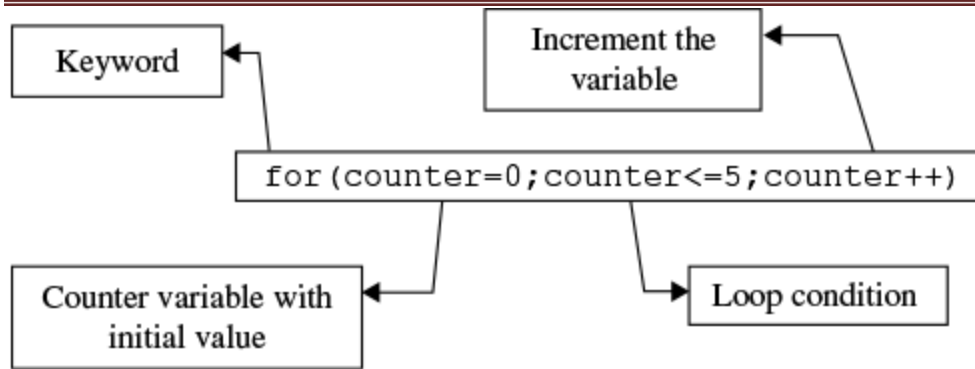 Keyword
Increment the
variable
for(counter=0;counter<=5;counter++)
Counter variable with
initial value
Loop condition